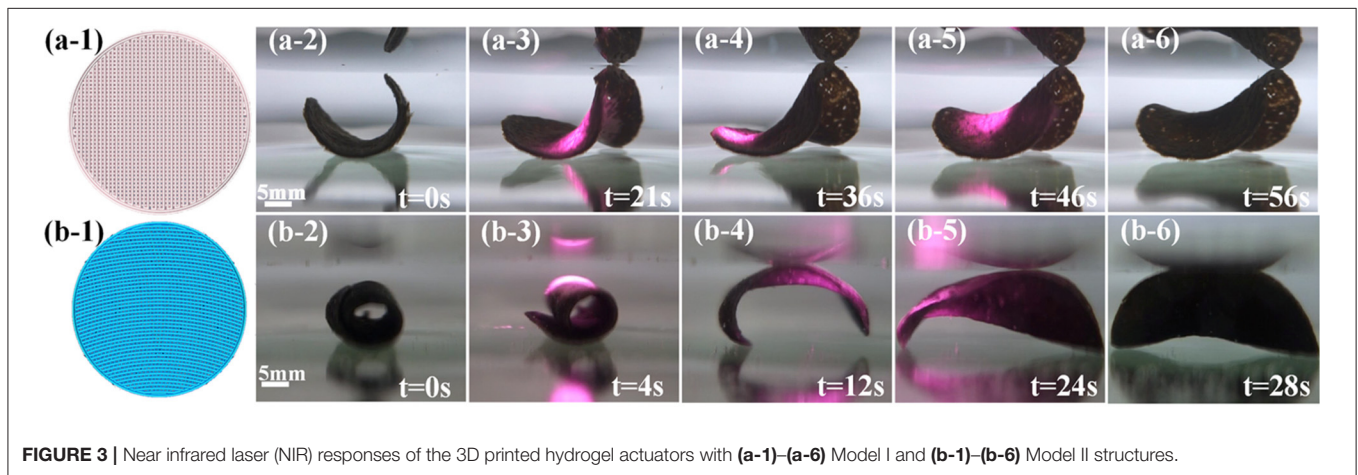 (a-1)
(a-2)
(a-3)
(a-4)
(a-5)
(a-6)
5mm
t=0s
t=21s
t=36s
t=46s
t=56s
(b-1)
(b-2)
(b-3)
(b-4)
(b-5)
(b-6)
5mm
t=0s
t=4s
t=12s
t=24s
t=28s
FIGURE 3 | Near infrared laser (NIR) responses of the 3D printed hydrogel actuators with (a-1)–(a-6) Model I and (b-1)–(b-6) Model II structures.